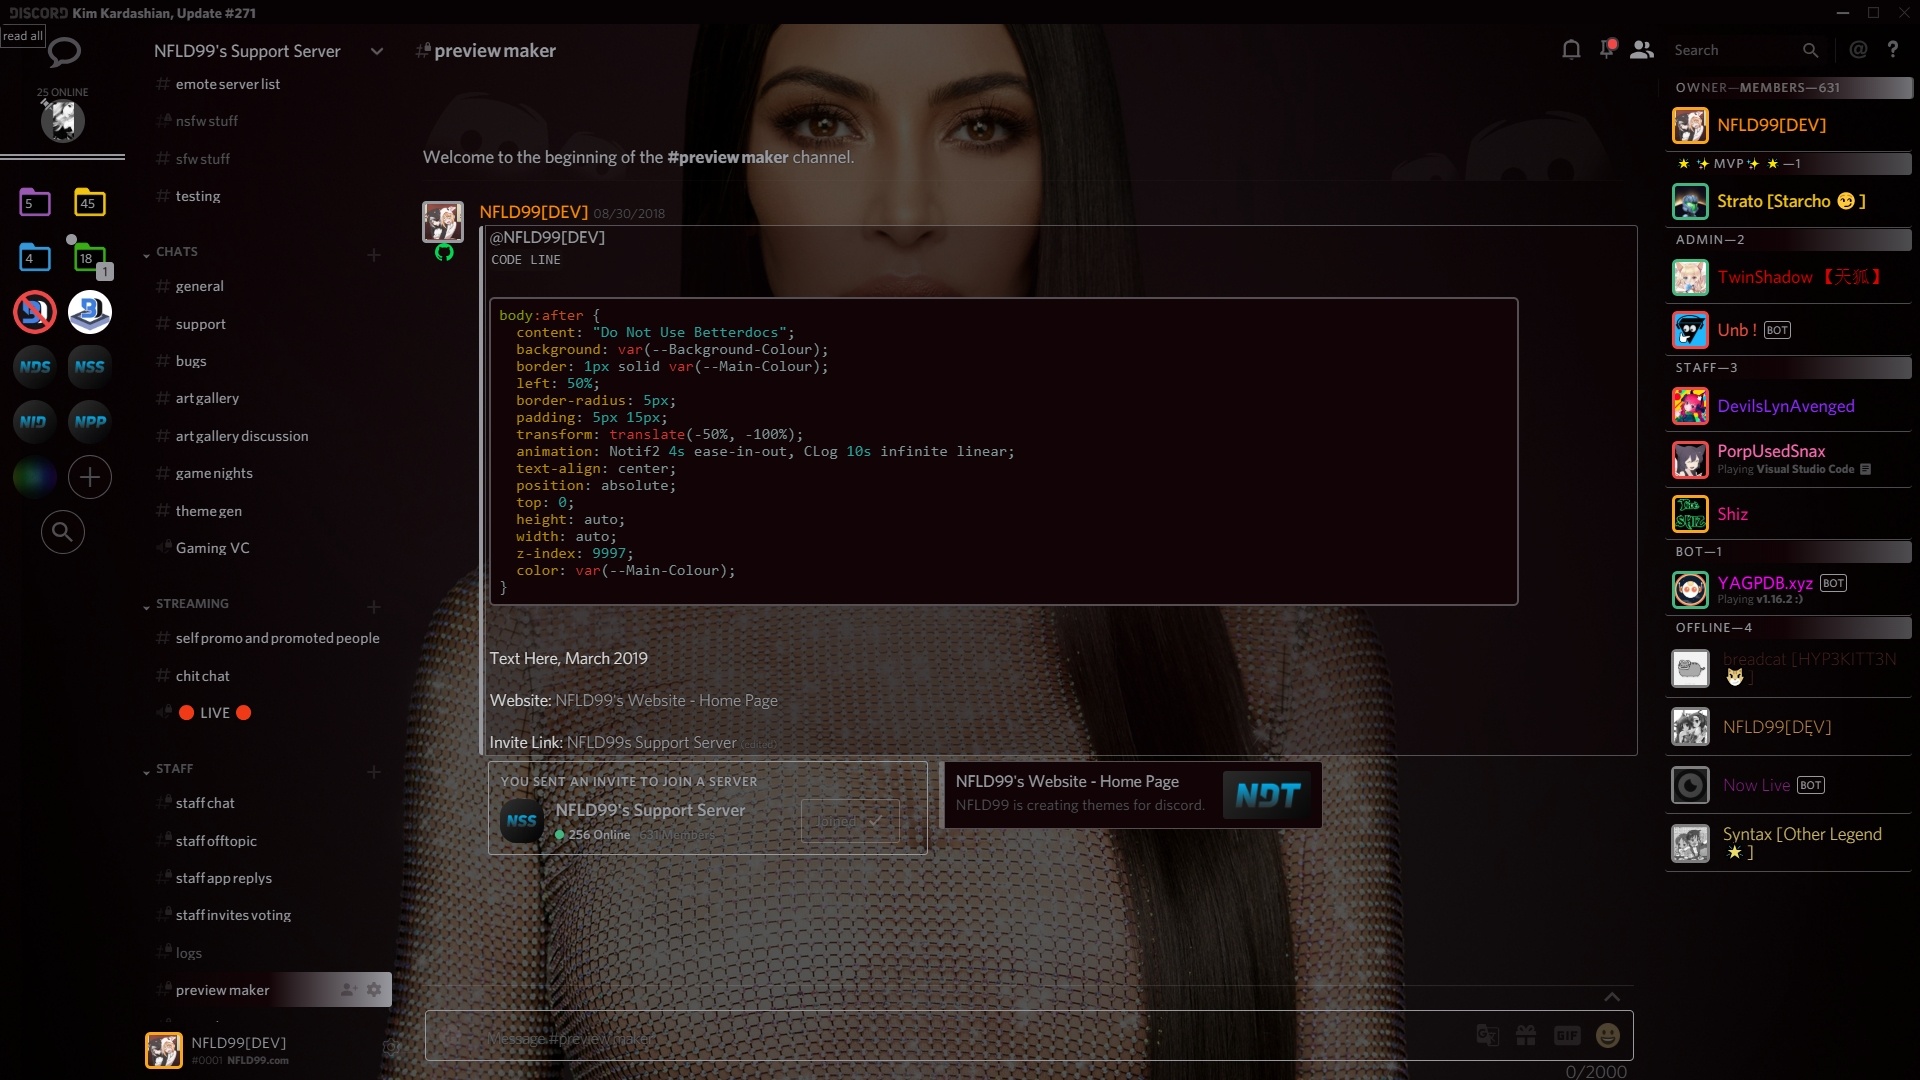 DISCORD Kim Kardashian, Update #271
read all
25 ONLINE
5
45
4
18
1
NDS
NSS
NID
NPP
NFLD99's Support Server
emote server list
nsfw stuff
sfw stuff
testing
CHATS
general
support
bugs
art gallery
art gallery discussion
game nights
theme gen
Gaming VC
STREAMING
self promo and promoted people
chit chat
LIVE
STAFF
staff chat
staff offtopic
staff app replys
staff invites voting
logs
preview maker
NFLD99[DEV]
#0001 NFLD99.com
# preview maker
Search
Welcome to the beginning of the #preview maker channel.
NFLD99[DEV] 08/30/2018
@NFLD99[DEV]
CODE LINE
body:after {
content: "Do Not Use Betterdocs";
background: var(--Background-Colour);
border: 1px solid var(--Main-Colour);
left: 50%;
border-radius: 5px;
padding: 5px 15px;
transform: translate(-50%, -100%);
animation: Notif2 4s ease-in-out, CLog 10s infinite linear;
text-align: center;
position: absolute;
top: 0;
height: auto;
width: auto;
z-index: 9997;
color: var(--Main-Colour);
}
Text Here, March 2019
Website: NFLD99's Website - Home Page
Invite Link: NFLD99s Support Server (edited)
YOU SENT AN INVITE TO JOIN A SERVER
NSS
NFLD99's Support Server
256 Online 631 Members
Joined
NFLD99's Website - Home Page
NFLD99 is creating themes for discord.
NDT
Message #preview maker
GIF
0/2000
OWNER—MEMBERS—631
NFLD99[DEV]
MVP —1
Strato [Starcho 😏 ]
ADMIN—2
TwinShadow 【天狐】
Unb ! BOT
STAFF—3
DevilsLynAvenged
PorpUsedSnax
Playing Visual Studio Code
Shiz
BOT—1
YAGPDB.xyz BOT
Playing v1.16.2 :)
OFFLINE—4
breadcat [HYP3KITT3N
]
NFLD99[DEV]
Now Live BOT
Syntax [Other Legend
🌟 ]